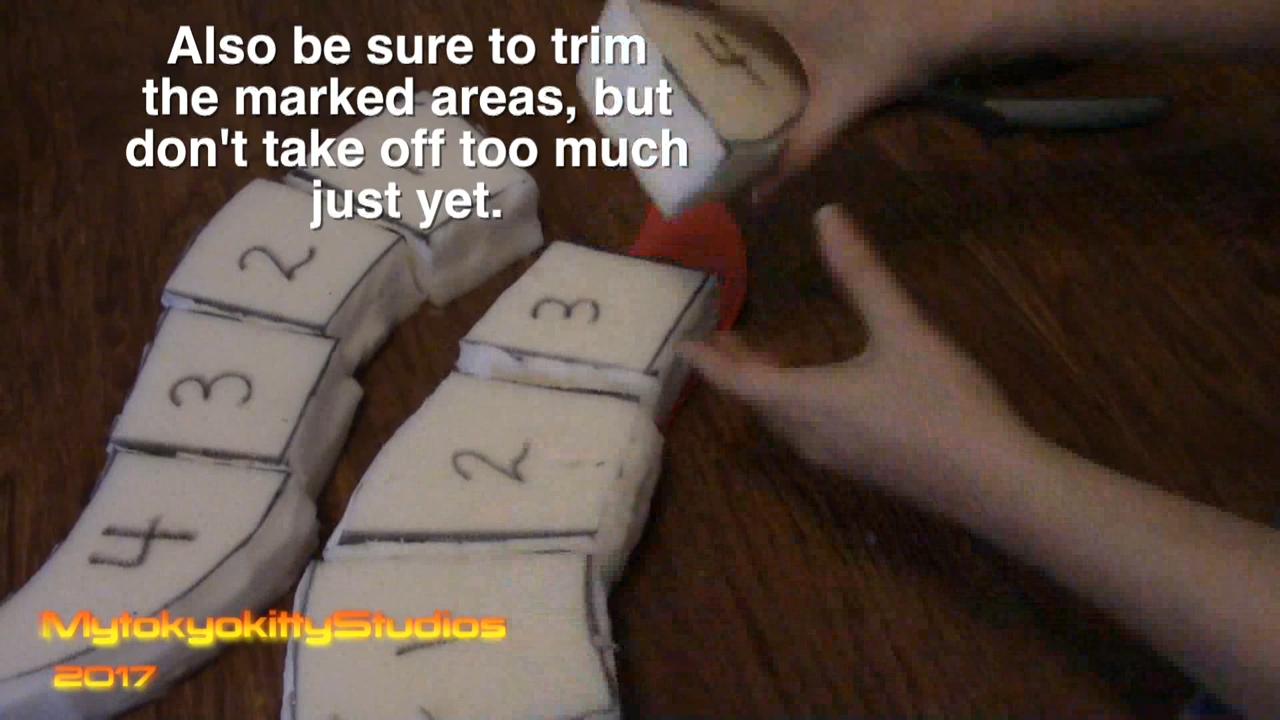 Also be sure to trim
the marked areas, but
don't take off too much
just yet.
4
2
3
3
2
4
1
MytokyokittyStudios
2017